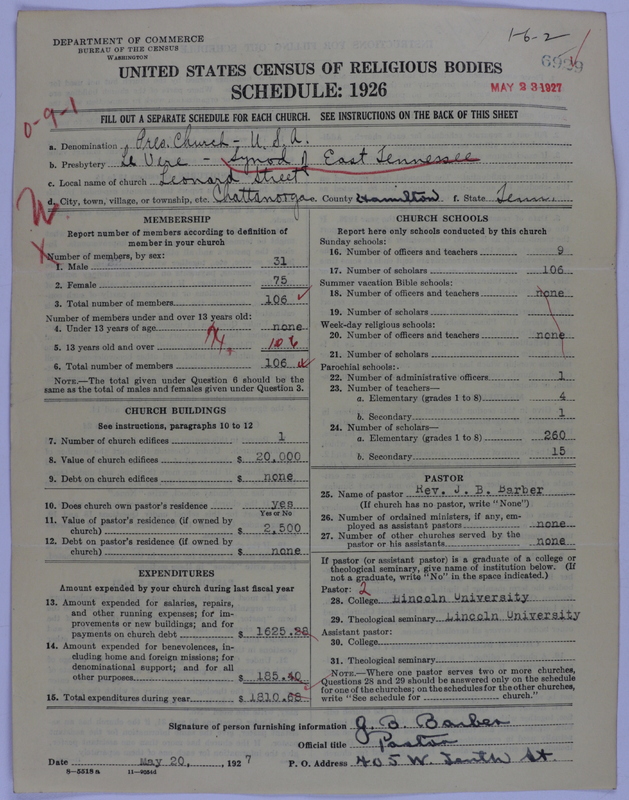 1-6-2
DEPARTMENT OF COMMERCE
BUREAU OF THE CENSUS
WASHINGTON
MAY 23 1927
UNITED STATES CENSUS OF RELIGIOUS BODIES
SCHEDULE: 1926
0-9-1
FILL OUT A SEPARATE SCHEDULE FOR EACH CHURCH. SEE INSTRUCTIONS ON THE BACK OF THIS SHEET
a. Denomination Pres. Church - U.S.A.
b. Presbytery Le Vere - Synod of East Tennessee
c. Local name of church Leonard Street
d. City, town, village, or township, etc. Chattanooga e. County Hamilton f. State Tenn.
MEMBERSHIP
Report number of members according to definition of
member in your church
Number of members, by sex:
1. Male 31
2. Female 75
3. Total number of members 106
Number of members under and over 13 years old:
4. Under 13 years of age none
5. 13 years old and over 106
6. Total number of members 106
NOTE.—The total given under Question 6 should be the
same as the total of males and females given under Question 3.
CHURCH BUILDINGS
See instructions, paragraphs 10 to 12
7. Number of church edifices 1
8. Value of church edifices $ 20,000
9. Debt on church edifices $ none
10. Does church own pastor's residence yes
Yes or No
11. Value of pastor's residence (if owned by
church) $ 2,500
12. Debt on pastor's residence (if owned by
church) $ none
EXPENDITURES
Amount expended by your church during last fiscal year
13. Amount expended for salaries, repairs,
and other running expenses; for im-
provements or new buildings; and for
payments on church debt $ 1625.28
14. Amount expended for benevolences, in-
cluding home and foreign missions; for
denominational support; and for all
other purposes $ 185.40
15. Total expenditures during year $ 1810.68
CHURCH SCHOOLS
Report here only schools conducted by this church
Sunday schools:
16. Number of officers and teachers 9
17. Number of scholars 106
Summer vacation Bible schools:
18. Number of officers and teachers none
19. Number of scholars
Week-day religious schools:
20. Number of officers and teachers none
21. Number of scholars
Parochial schools:
22. Number of administrative officers 1
23. Number of teachers—
a. Elementary (grades 1 to 8) 4
b. Secondary 1
24. Number of scholars—
a. Elementary (grades 1 to 8) 260
b. Secondary 15
PASTOR
25. Name of pastor Rev. J. B. Barber
(If church has no pastor, write "None")
26. Number of ordained ministers, if any, em-
ployed as assistant pastors none
27. Number of other churches served by the
pastor or his assistants none
If pastor (or assistant pastor) is a graduate of a college or
theological seminary, give name of institution below. (If
not a graduate, write "No" in the space indicated.)
Pastor: 2
28. College Lincoln University
29. Theological seminary Lincoln University
Assistant pastor:
30. College
31. Theological seminary
NOTE.—Where one pastor serves two or more churches,
Questions 28 and 29 should be answered only on the schedule
for one of the churches; on the schedules for the other churches,
write "See schedule for church."
Signature of person furnishing information J. B. Barber
Official title Pastor
Date May 20, 1927 P. O. Address 405 W. Tenth St.
8-5518 a